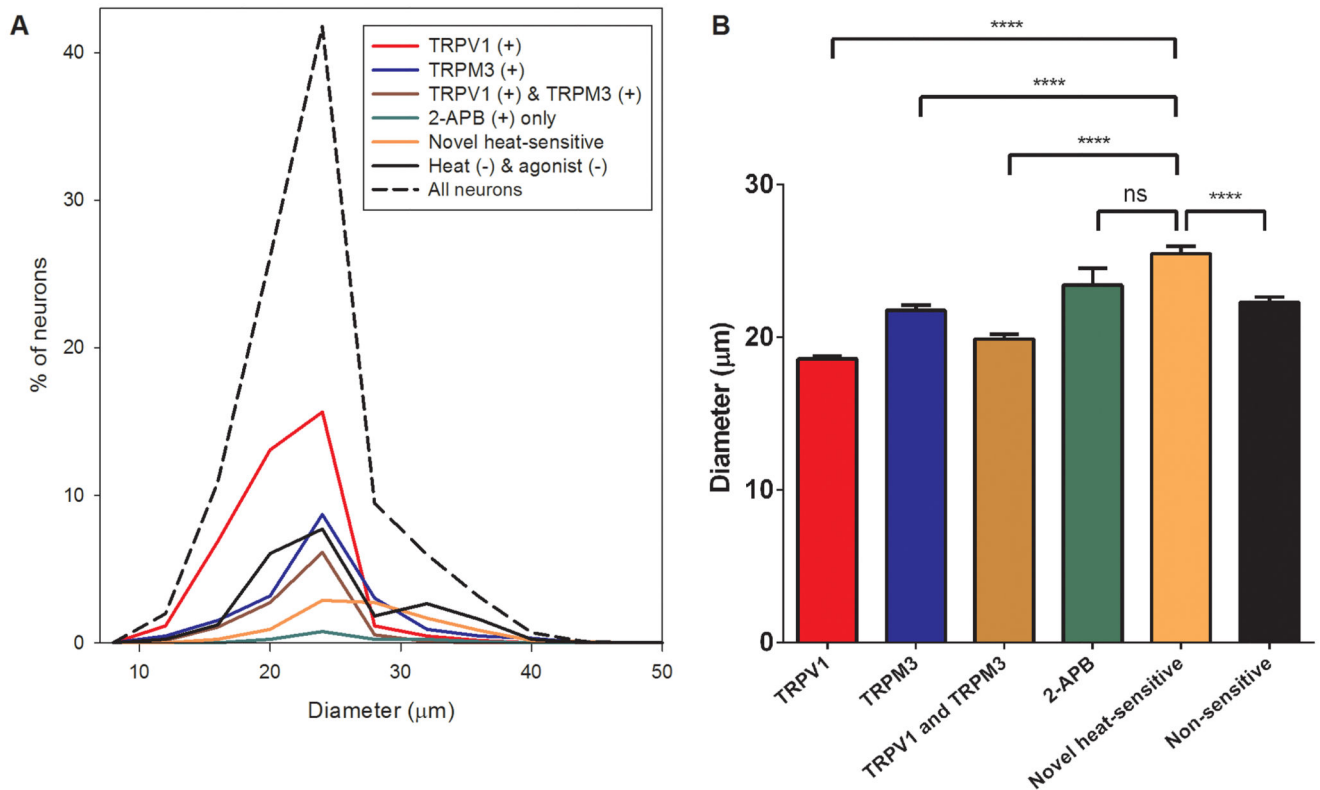 A
% of neurons
40
30
20
10
0
10
20
30
40
50
Diameter (μm)
TRPV1 (+)
TRPM3 (+)
TRPV1 (+) & TRPM3 (+)
2-APB (+) only
Novel heat-sensitive
Heat (-) & agonist (-)
All neurons
B
****
****
****
ns
****
Diameter (μm)
30
20
10
0
TRPV1
TRPM3
TRPV1 and TRPM3
2-APB
Novel heat-sensitive
Non-sensitive